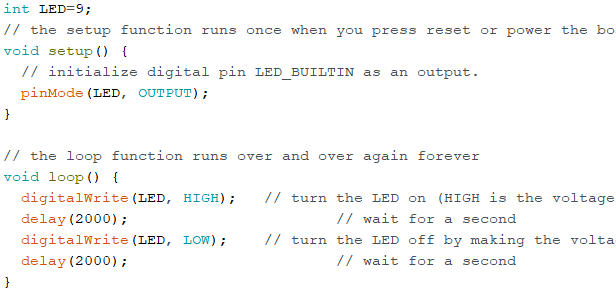 int LED=9;
// the setup function runs once when you press reset or power the bo
void setup() {
  // initialize digital pin LED_BUILTIN as an output.
  pinMode(LED, OUTPUT);
}

// the loop function runs over and over again forever
void loop() {
  digitalWrite(LED, HIGH);   // turn the LED on (HIGH is the voltage
  delay(2000);                       // wait for a second
  digitalWrite(LED, LOW);    // turn the LED off by making the volta
  delay(2000);                       // wait for a second
}